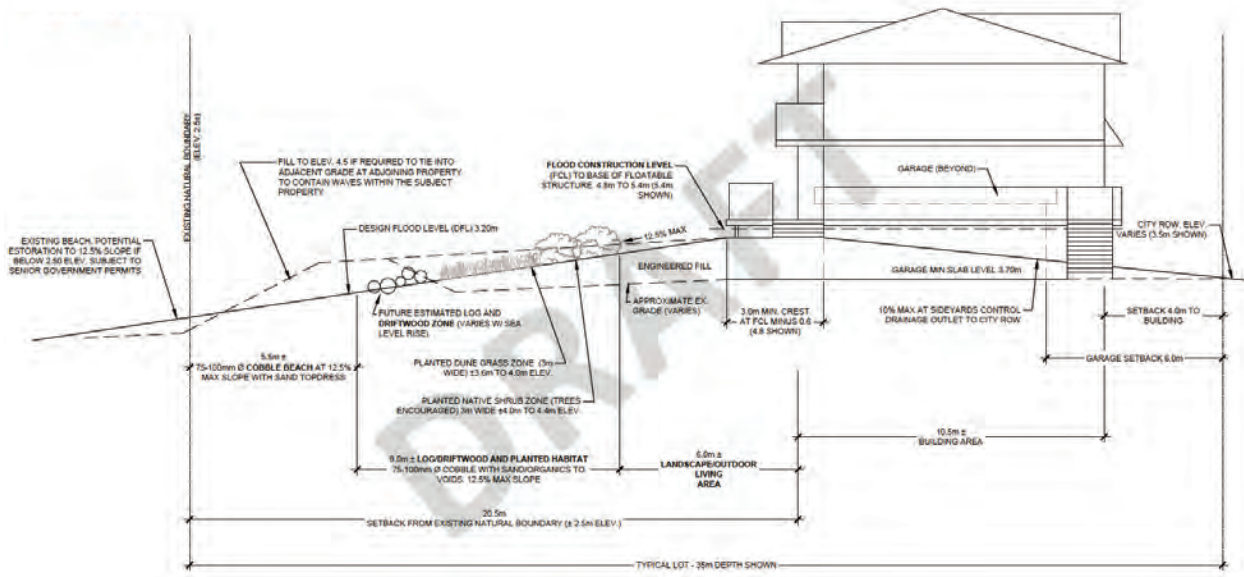 EXISTING NATURAL BOUNDARY
(ELEV. 2.5m)
FILL TO ELEV. 4.5 IF REQUIRED TO TIE INTO
ADJACENT GRADE AT ADJOINING PROPERTY
TO CONTAIN WAVES WITHIN THE SUBJECT
PROPERTY
FLOOD CONSTRUCTION LEVEL
(FCL) TO BASE OF FLOATABLE
STRUCTURE 4.8m TO 5.4m (5.4m
SHOWN)
GARAGE (BEYOND)
EXISTING BEACH, POTENTIAL
ESTORATION TO 12.5% SLOPE IF
BELOW 2.50 ELEV. SUBJECT TO
SENIOR GOVERNMENT PERMITS
DESIGN FLOOD LEVEL (DFL) 3.20m
12.5% MAX
CITY ROW, ELEV.
VARIES (3.5m SHOWN)
ENGINEERED FILL
GARAGE MIN SLAB LEVEL 3.70m
FUTURE ESTIMATED LOG AND
DRIFTWOOD ZONE (VARIES W/ SEA
LEVEL RISE)
APPROXIMATE EX.
GRADE (VARIES)
3.0m MIN. CREST
AT FCL MINUS 0.6
(4.8 SHOWN)
10% MAX AT SIDEYARDS CONTROL
DRAINAGE OUTLET TO CITY ROW
SETBACK 4.0m TO
BUILDING
5.5m ±
75-100mm Ø COBBLE BEACH AT 12.5%
MAX SLOPE WITH SAND TOPDRESS
PLANTED DUNE GRASS ZONE (3m
WIDE) ±3.6m TO 4.0m ELEV.
GARAGE SETBACK 6.0m
PLANTED NATIVE SHRUB ZONE (TREES
ENCOURAGED) 3m WIDE ±4.0m TO 4.4m ELEV.
9.0m ± LOG/DRIFTWOOD AND PLANTED HABITAT
75-100mm Ø COBBLE WITH SAND/ORGANICS TO
VOIDS. 12.5% MAX SLOPE
6.0m ±
LANDSCAPE/OUTDOOR
LIVING
AREA
10.5m ±
BUILDING AREA
20.5m
SETBACK FROM EXISTING NATURAL BOUNDARY (± 2.5m ELEV.)
TYPICAL LOT - 35m DEPTH SHOWN
DRAFT